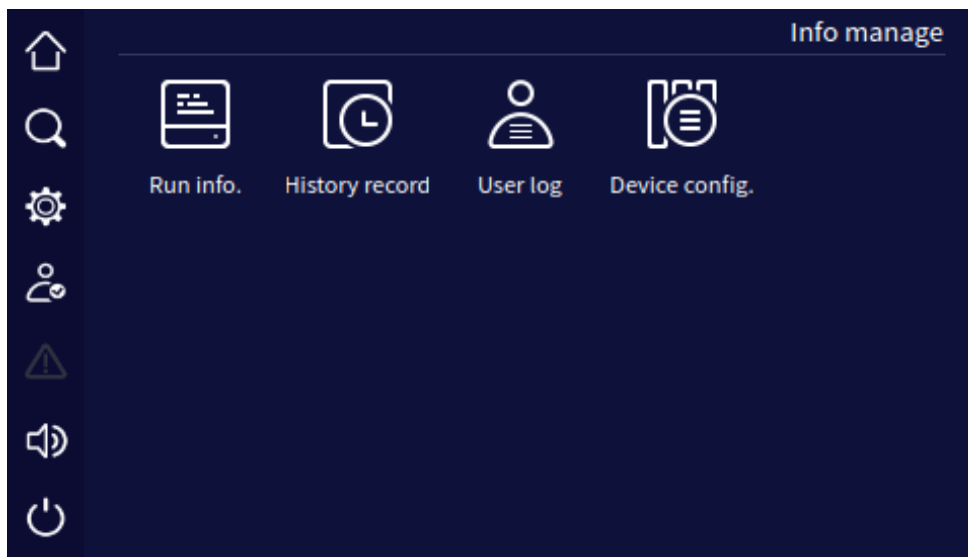 Info manage
Run info.
History record
User log
Device config.